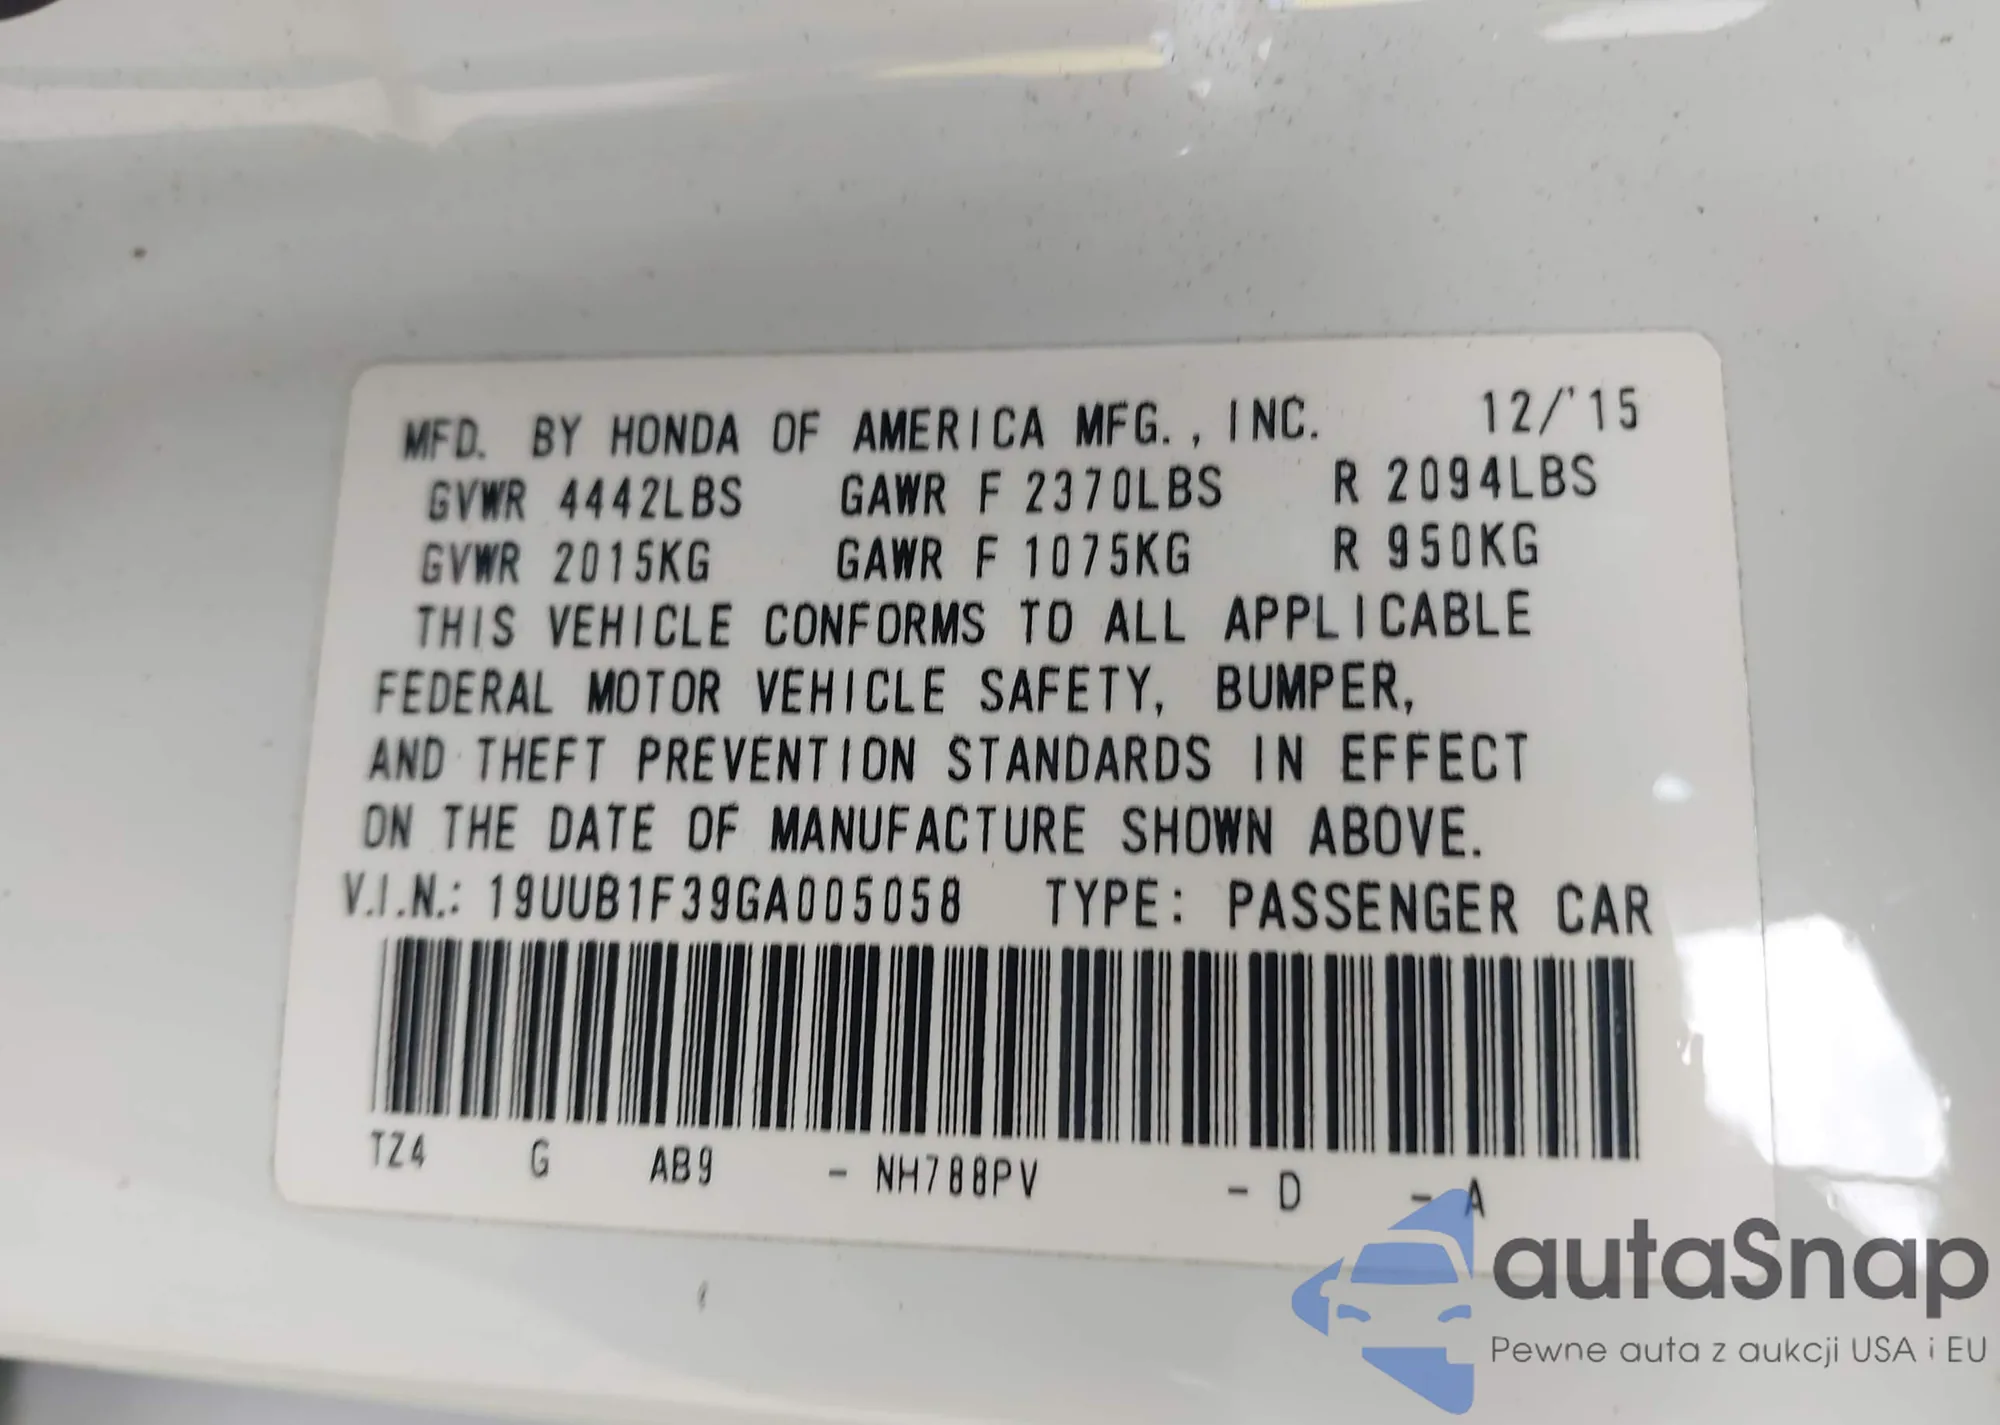 MFD. BY HONDA OF AMERICA MFG., INC. 12/'15
GVWR 4442LBS GAWR F 2370LBS R 2094LBS
GVWR 2015KG GAWR F 1075KG R 950KG
THIS VEHICLE CONFORMS TO ALL APPLICABLE
FEDERAL MOTOR VEHICLE SAFETY, BUMPER,
AND THEFT PREVENTION STANDARDS IN EFFECT
ON THE DATE OF MANUFACTURE SHOWN ABOVE.
V.I.N.: 19UUB1F39GA005058 TYPE: PASSENGER CAR
TZ4 G AB9 - NH788PV - D - A
autaSnap
Pewne auta z aukcji USA i EU